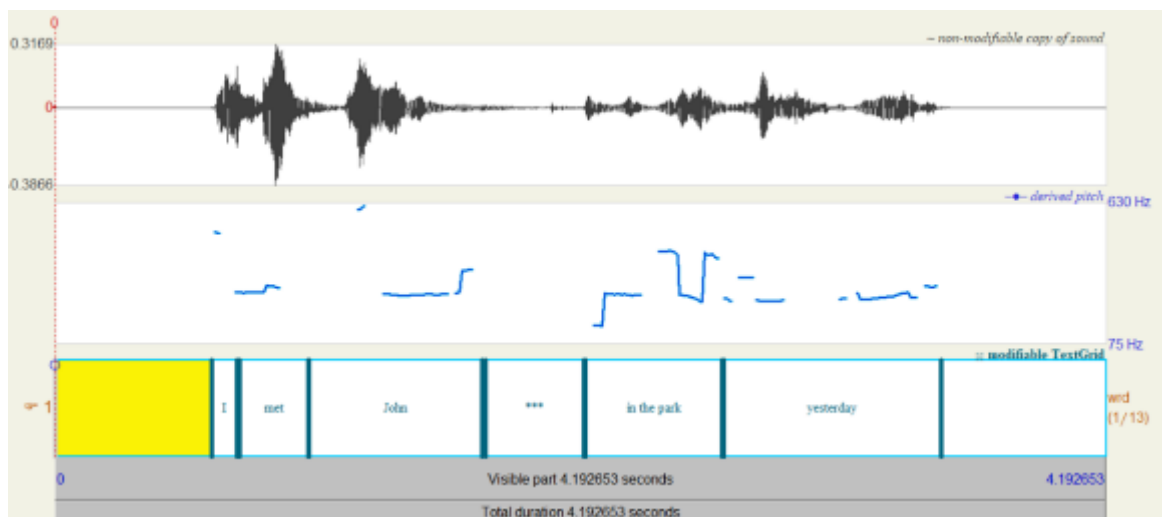 0
0.3169
– non-modifiable copy of sound
0
-0.3866
derived pitch
630 Hz
75 Hz
modifiable TextGrid
1
I met John *** in the park yesterday
wrd
(1/13)
0 Visible part 4.192653 seconds 4.192653
Total duration 4.192653 seconds